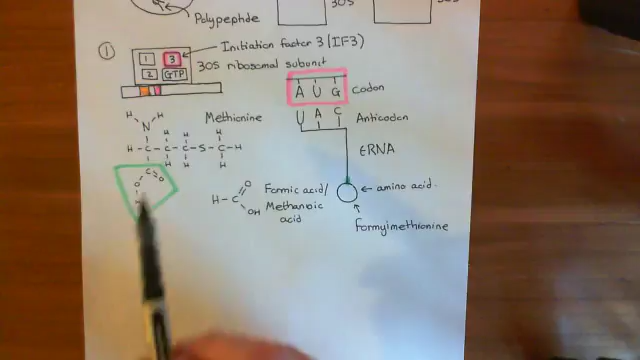 Polypeptide
30S
①
Initiation factor 3 (IF3)
1
3
2
GTP
30S ribosomal subunit
A U G
Codon
U A C
Anticodon
tRNA
H H
N
Methionine
H H H
H-C-C-C-S-C-H
H H H
C
O O
H-C
O
OH
Formic acid/
Methanoic
acid
← amino acid.
Formylmethionine